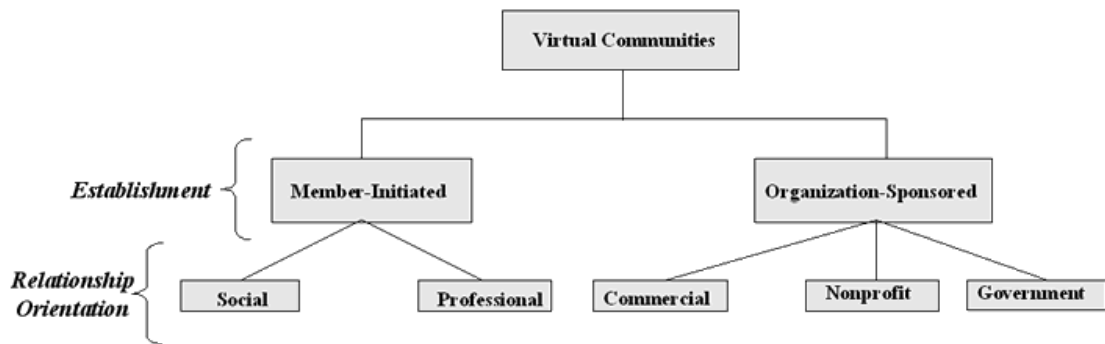 Virtual Communities
Establishment
Member-Initiated
Organization-Sponsored
Relationship
Orientation
Social
Professional
Commercial
Nonprofit
Government